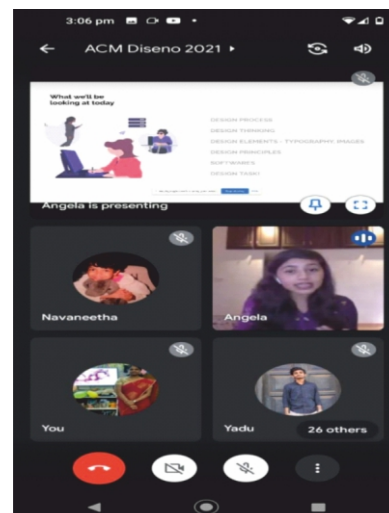 3:06 pm
ACM Diseno 2021
What we'll be
looking at today
DESIGN PROCESS
DESIGN THINKING
DESIGN ELEMENTS - TYPOGRAPHY IMAGES
DESIGN PRINCIPLES
SOFTWARES
DESIGN TASK!
Angela is presenting
Navaneetha
Angela
You
Yadu
26 others